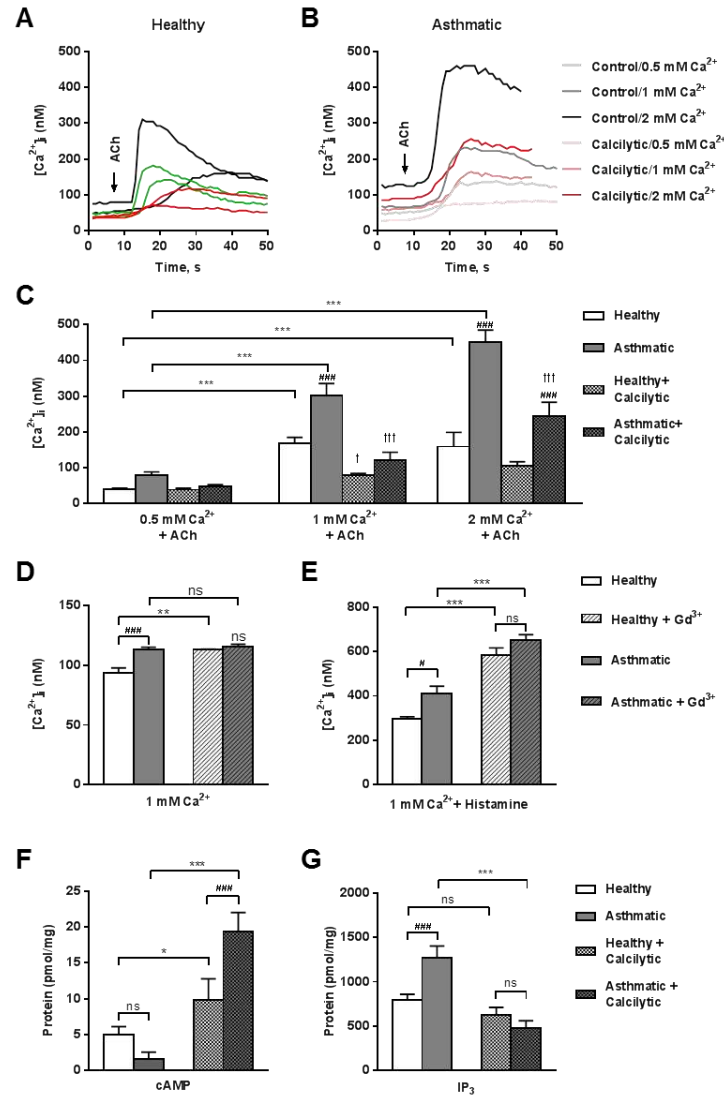 A
Healthy
500
400
300
200
100
0
[Ca²⁺]i (nM)
ACh
0 10 20 30 40 50
Time, s
B
Asthmatic
500
400
300
200
100
0
[Ca²⁺]i (nM)
ACh
0 10 20 30 40 50
Time, s
Control/0.5 mM Ca²⁺
Control/1 mM Ca²⁺
Control/2 mM Ca²⁺
Calcilytic/0.5 mM Ca²⁺
Calcilytic/1 mM Ca²⁺
Calcilytic/2 mM Ca²⁺
C
500
400
300
200
100
0
[Ca²⁺]i (nM)
***
***
***
***
###
###
†
†††
†††
###
0.5 mM Ca²⁺
+ ACh
1 mM Ca²⁺
+ ACh
2 mM Ca²⁺
+ ACh
Healthy
Asthmatic
Healthy+
Calcilytic
Asthmatic+
Calcilytic
D
150
100
50
0
[Ca²⁺]i (nM)
ns
**
###
ns
1 mM Ca²⁺
E
800
600
400
200
0
[Ca²⁺]i (nM)
***
***
ns
#
1 mM Ca²⁺ + Histamine
Healthy
Healthy + Gd³⁺
Asthmatic
Asthmatic + Gd³⁺
F
25
20
15
10
5
0
Protein (pmol/mg)
***
###
*
ns
cAMP
G
2000
1500
1000
500
0
Protein (pmol/mg)
***
ns
###
ns
IP₃
Healthy
Asthmatic
Healthy +
Calcilytic
Asthmatic +
Calcilytic